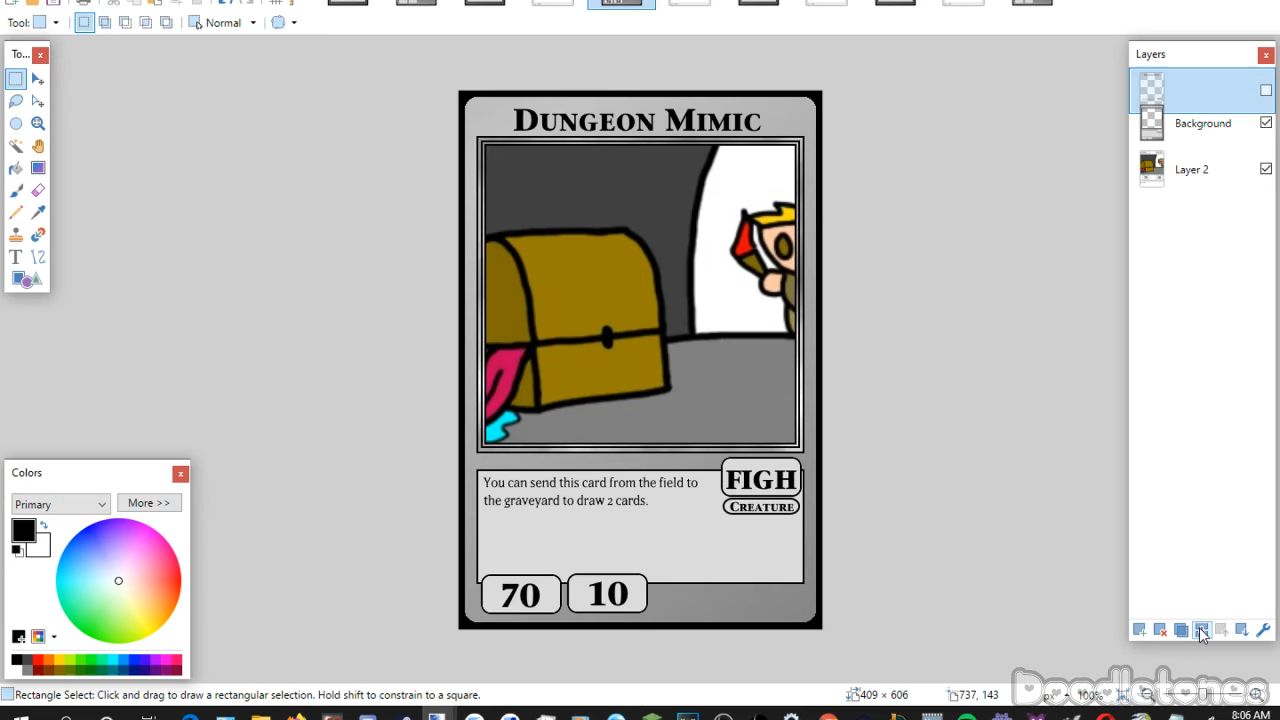 Tool:
Normal
To...
Layers
Background
Layer 2
DUNGEON MIMIC
You can send this card from the field to
the graveyard to draw 2 cards.
FIGH
CREATURE
70
10
Colors
Primary
More >>
Rectangle Select: Click and drag to draw a rectangular selection. Hold shift to constrain to a square.
409 × 606
737, 143
px
100%
Doodletones
8:06 AM